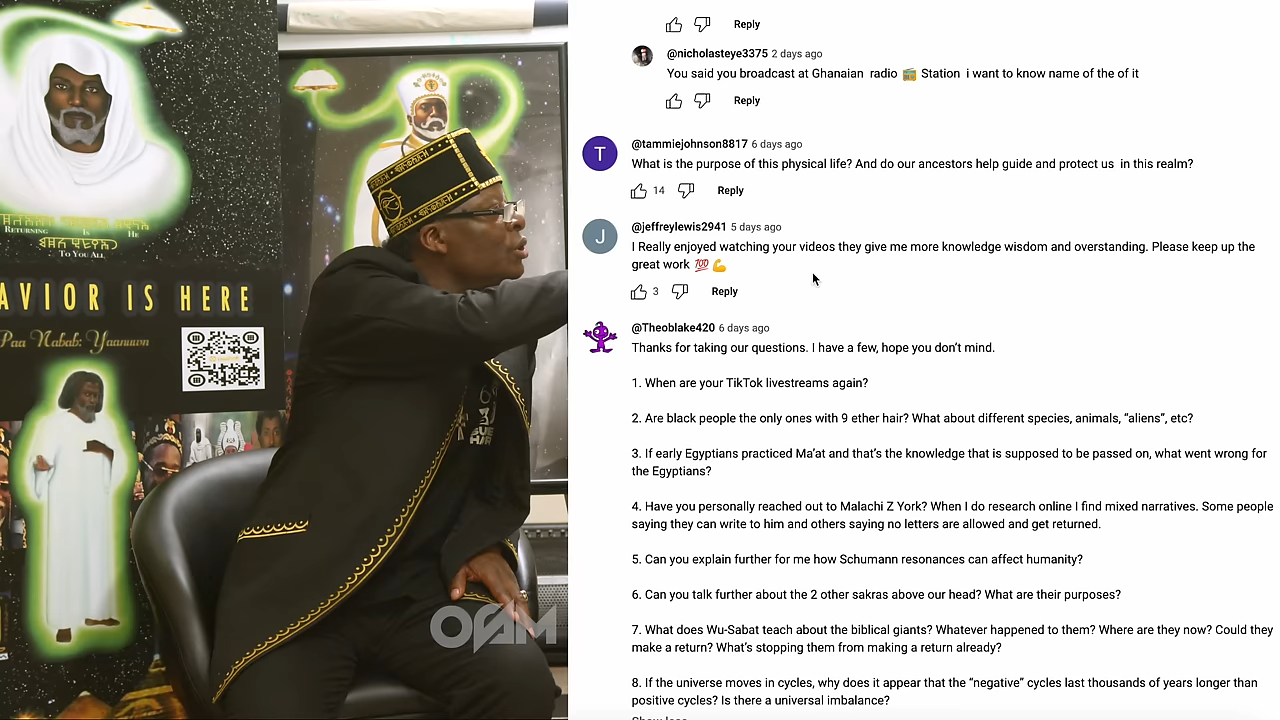 RETURNING IS HE
TO YOU ALL
AVIOR IS HERE
Paa Nabab: Yaanuwn
OGM
Reply
@nicholasteye3375 2 days ago
You said you broadcast at Ghanaian radio 📻 Station i want to know name of the of it
Reply
T
@tammiejohnson8817 6 days ago
What is the purpose of this physical life? And do our ancestors help guide and protect us in this realm?
14 Reply
J
@jeffreylewis2941 5 days ago
I Really enjoyed watching your videos they give me more knowledge wisdom and overstanding. Please keep up the
great work 💯 💪
3 Reply
@Theoblake420 6 days ago
Thanks for taking our questions. I have a few, hope you don’t mind.
1. When are your TikTok livestreams again?
2. Are black people the only ones with 9 ether hair? What about different species, animals, “aliens”, etc?
3. If early Egyptians practiced Ma’at and that’s the knowledge that is supposed to be passed on, what went wrong for
the Egyptians?
4. Have you personally reached out to Malachi Z York? When I do research online I find mixed narratives. Some people
saying they can write to him and others saying no letters are allowed and get returned.
5. Can you explain further for me how Schumann resonances can affect humanity?
6. Can you talk further about the 2 other sakras above our head? What are their purposes?
7. What does Wu-Sabat teach about the biblical giants? Whatever happened to them? Where are they now? Could they
make a return? What’s stopping them from making a return already?
8. If the universe moves in cycles, why does it appear that the “negative” cycles last thousands of years longer than
positive cycles? Is there a universal imbalance?
Show less